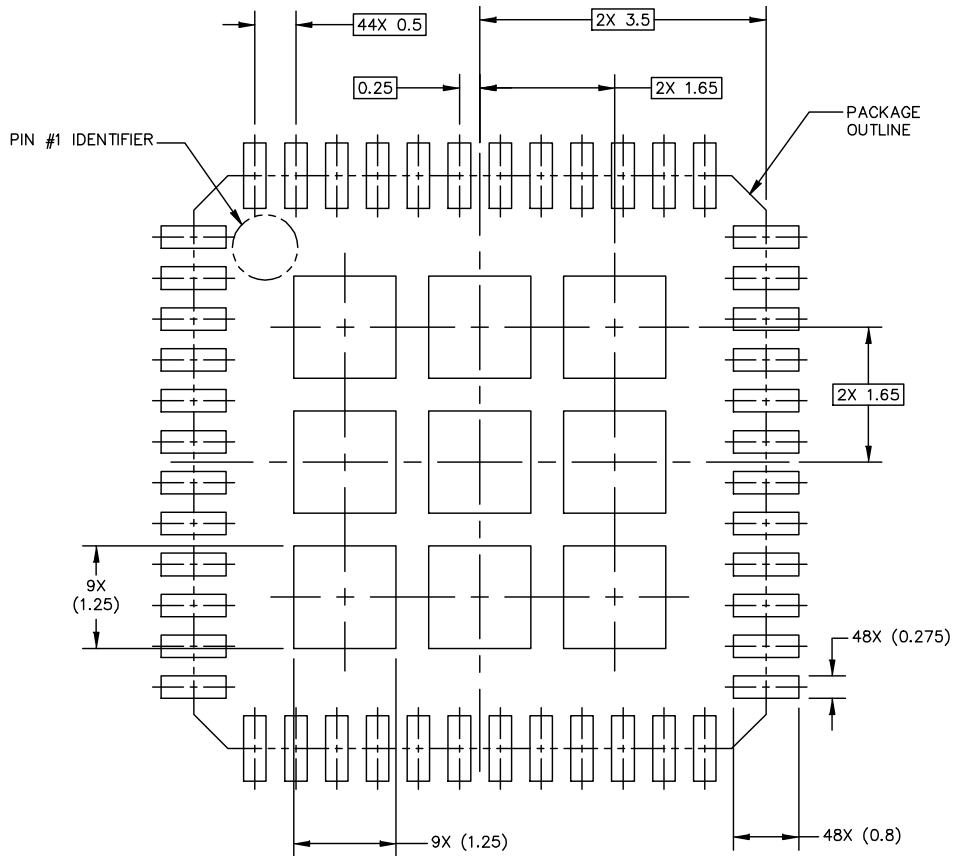 44X 0.5
2X 3.5
0.25
2X 1.65
PIN #1 IDENTIFIER
PACKAGE
OUTLINE
2X 1.65
9X
(1.25)
48X (0.275)
9X (1.25)
48X (0.8)